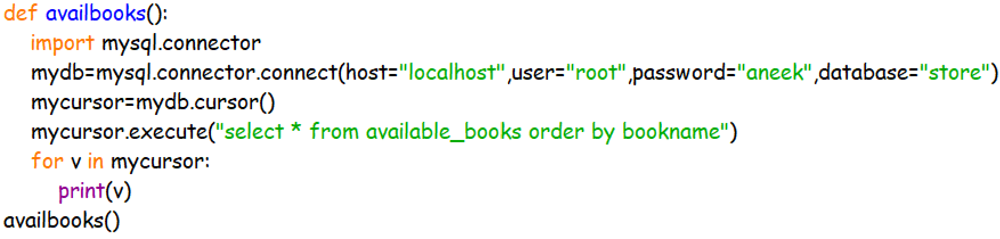 def availbooks():
    import mysql.connector
    mydb=mysql.connector.connect(host="localhost",user="root",password="aneek",database="store")
    mycursor=mydb.cursor()
    mycursor.execute("select * from available_books order by bookname")
    for v in mycursor:
        print(v)
availbooks()